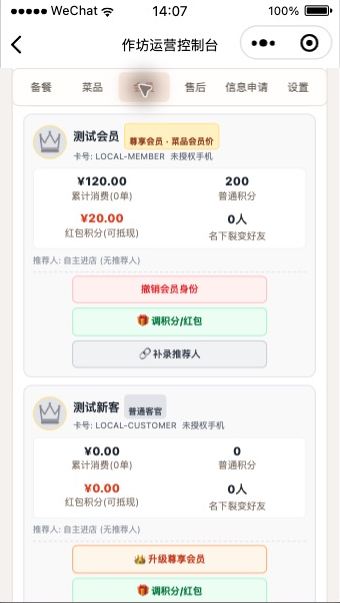 WeChat 14:07 100%
作坊运营控制台
备餐 菜品 售后 信息申请 设置
测试会员 尊享会员 · 菜品会员价
卡号: LOCAL-MEMBER 未授权手机
¥120.00 200
累计消费(0单) 普通积分
¥20.00 0人
红包积分(可抵现) 名下裂变好友
推荐人: 自主进店 (无推荐人)
撤销会员身份
调积分/红包
补录推荐人
测试新客 普通客官
卡号: LOCAL-CUSTOMER 未授权手机
¥0.00 0
累计消费(0单) 普通积分
¥0.00 0人
红包积分(可抵现) 名下裂变好友
推荐人: 自主进店 (无推荐人)
升级尊享会员
调积分/红包